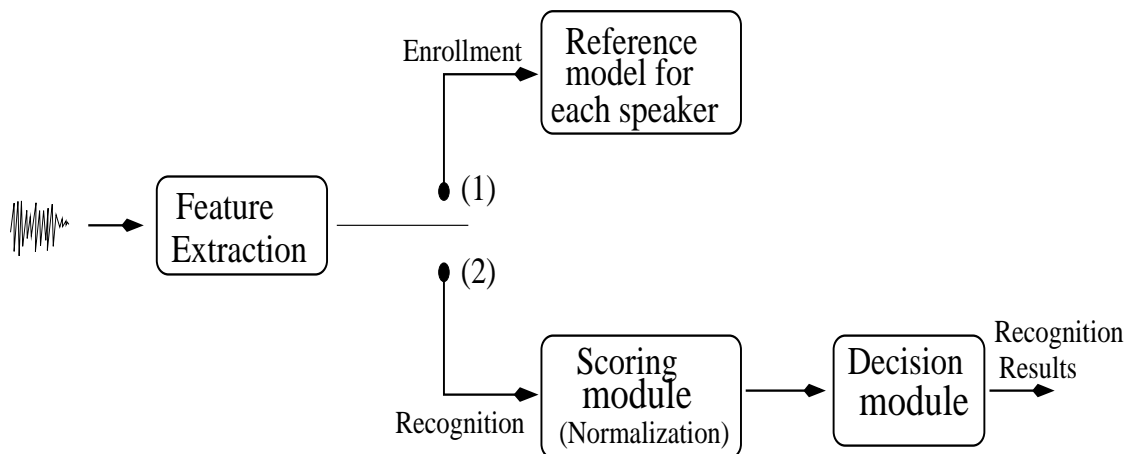 Enrollment
Reference
model for
each speaker
(1)
Feature
Extraction
(2)
Recognition
Scoring
module
(Normalization)
Decision
module
Recognition
Results